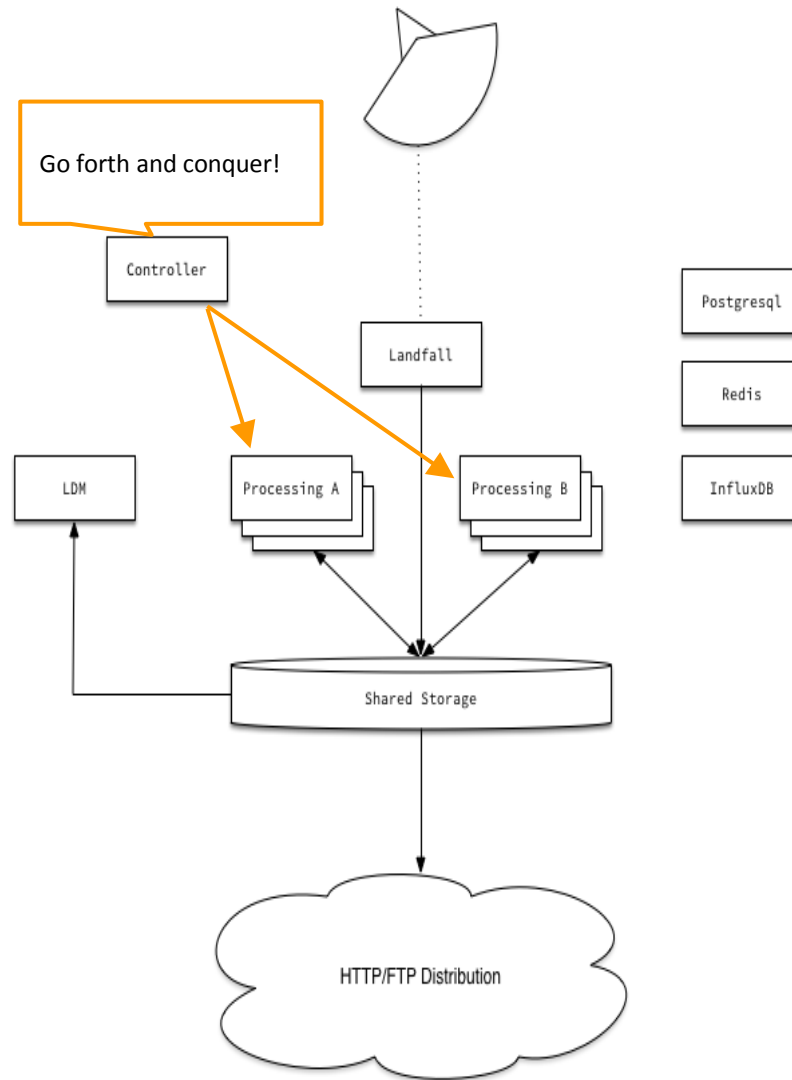 Go forth and conquer!
Controller
Postgresql
Landfall
Redis
LDM
Processing A
Processing B
InfluxDB
Shared Storage
HTTP/FTP Distribution